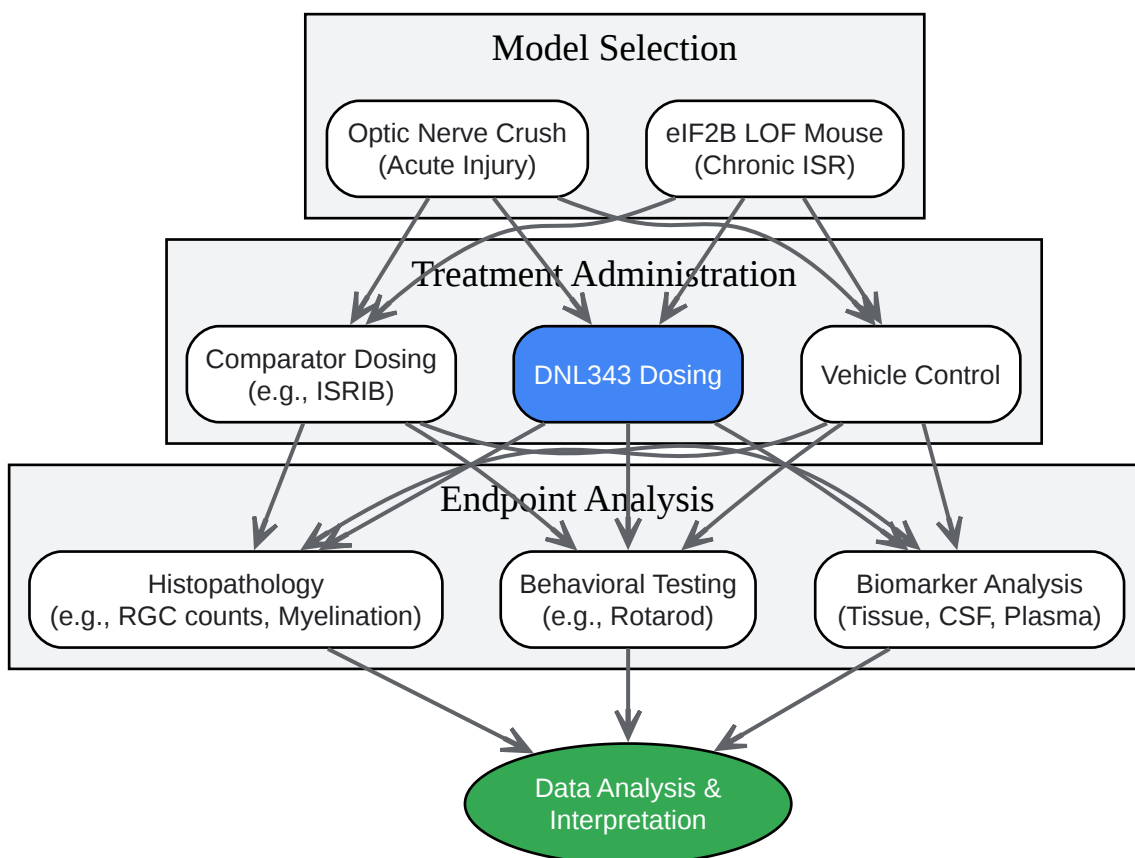 Model Selection
Optic Nerve Crush
(Acute Injury)
eIF2B LOF Mouse
(Chronic ISR)
Treatment Administration
Comparator Dosing
(e.g., ISRIB)
DNL343 Dosing
Vehicle Control
Endpoint Analysis
Histopathology
(e.g., RGC counts, Myelination)
Behavioral Testing
(e.g., Rotarod)
Biomarker Analysis
(Tissue, CSF, Plasma)
Data Analysis &
Interpretation